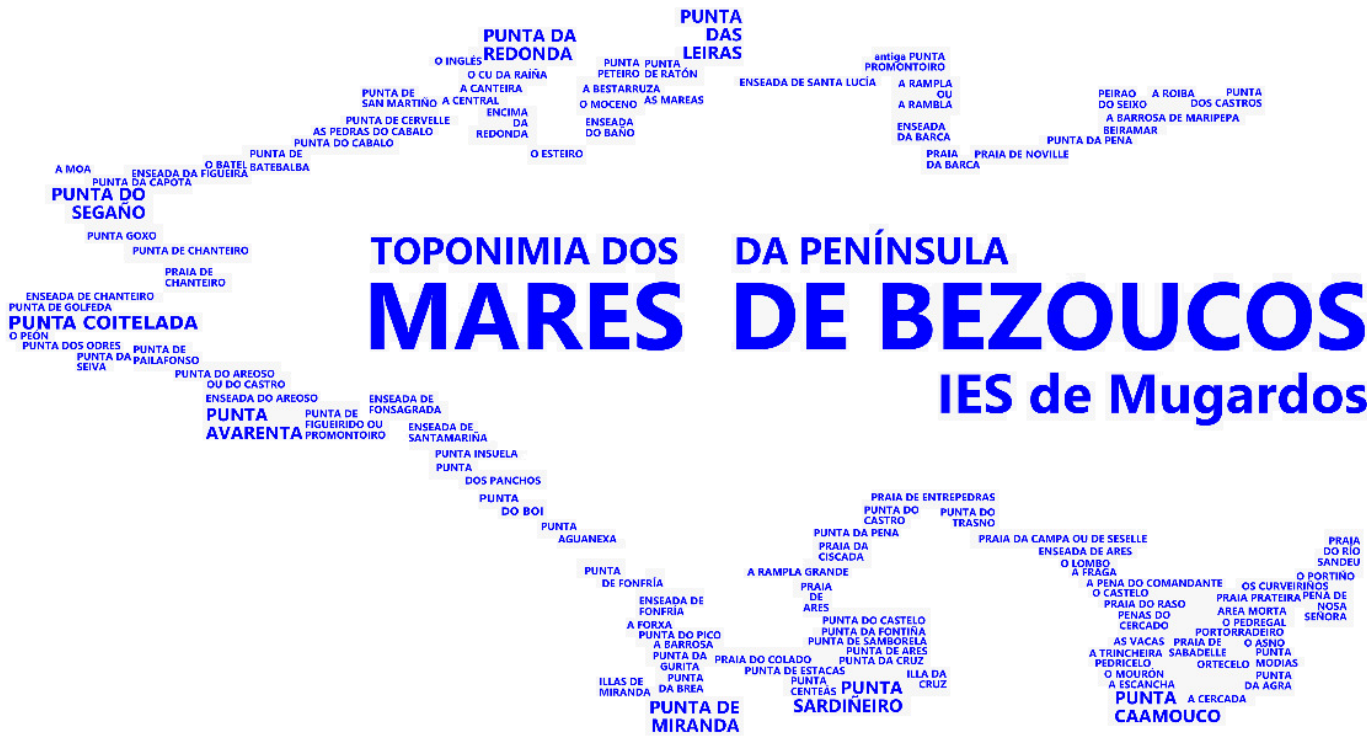 PUNTA
DAS
LEIRAS
PUNTA DA
REDONDA
O INGLÉS
O CU DA RAÍÑA
A CANTEIRA
A CENTRAL
ENCIMA
DA
REDONDA
O ESTEIRO
PUNTA
PETEIRO
PUNTA
DE RATÓN
A BESTARRUZA
O MOCENO
AS MAREAS
ENSEADA
DO BAÑO
ENSEADA DE SANTA LUCÍA
antiga PUNTA
PROMONTOIRO
A RAMPLA
OU
A RAMBLA
ENSEADA
DA BARCA
PRAIA
DA BARCA
PRAIA DE NOVILLE
PUNTA DA PENA
BEIRAMAR
A BARROSA DE MARIPEPA
PEIRAO
DO SEIXO
A ROIBA
PUNTA
DOS CASTROS
PUNTA DE
SAN MARTIÑO
PUNTA DE CERVELLE
AS PEDRAS DO CABALO
PUNTA DO CABALO
PUNTA DE
BATEBALBA
O BATEL
ENSEADA DA FIGUEIRA
A MOA
PUNTA DA CAPOTA
PUNTA DO
SEGAÑO
PUNTA GOXO
PUNTA DE CHANTEIRO
PRAIA DE
CHANTEIRO
ENSEADA DE CHANTEIRO
PUNTA DE GOLFEDA
PUNTA COITELADA
O PEÓN
PUNTA DOS ODRES
PUNTA DA
SEIVA
PUNTA DE
PAILAFONSO
PUNTA DO AREOSO
OU DO CASTRO
ENSEADA DO AREOSO
PUNTA
AVARENTA
PUNTA DE
FIGUEIRIDO OU
PROMONTOIRO
ENSEADA DE
FONSAGRADA
ENSEADA DE
SANTAMARIÑA
PUNTA INSUELA
PUNTA
DOS PANCHOS
PUNTA
DO BOI
PUNTA
AGUANEXA
PUNTA
DE FONFRÍA
ENSEADA DE
FONFRÍA
A FORXA
PUNTA DO PICO
A BARROSA
PUNTA DA
GURITA
PUNTA
DA BREA
ILLAS DE
MIRANDA
PUNTA DE
MIRANDA
PRAIA DO COLADO
PUNTA DE ESTACAS
PUNTA
CENTEÁS
PUNTA
SARDIÑEIRO
ILLA DA
CRUZ
PUNTA DA CRUZ
PUNTA DE ARES
PUNTA DE SAMBORELA
PUNTA DA FONTIÑA
PUNTA DO CASTELO
PRAIA
DE
ARES
A RAMPLA GRANDE
PRAIA DA
CISCADA
PUNTA DA PENA
PUNTA DO
CASTRO
PRAIA DE ENTREPEDRAS
PUNTA DO
TRASNO
PRAIA DA CAMPA OU DE SESELLE
ENSEADA DE ARES
O LOMBO
A FRAGA
A PENA DO COMANDANTE
O CASTELO
PRAIA DO RASO
PENAS DO
CERCADO
AS VACAS
A TRINCHEIRA
PEDRICELO
O MOURÓN
A ESCANCHA
PUNTA
CAAMOUCO
A CERCADA
PUNTA
DA AGRA
PUNTA
MODIAS
O ASNO
ORTECELO
PRAIA DE
SABADELLE
PORTORRADEIRO
O PEDREGAL
AREA MORTA
PRAIA PRATEIRA
OS CURVEIRIÑOS
PENA DE
NOSA
SEÑORA
O PORTIÑO
PRAIA
DO RÍO
SANDEU
TOPONIMIA DOS
MARES
DA PENÍNSULA
DE BEZOUCOS
IES de Mugardos